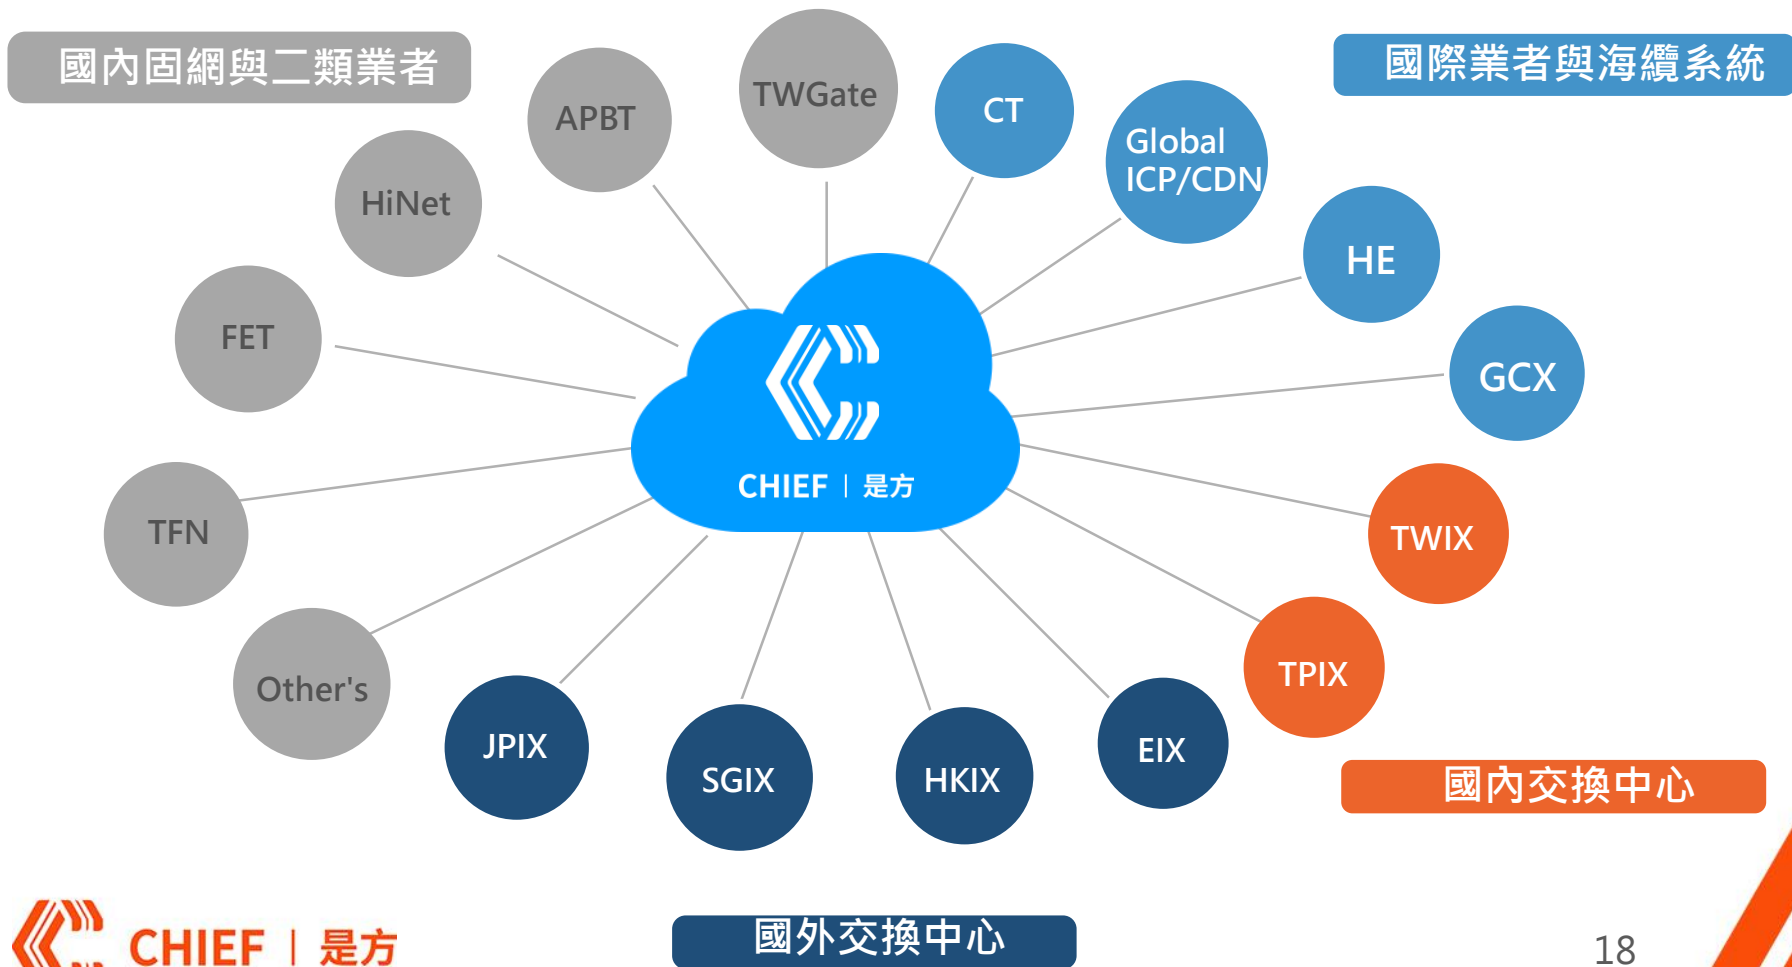 國內固網與二類業者
國際業者與海纜系統
TWGate
CT
APBT
Global
ICP/CDN
HiNet
HE
FET
GCX
CHIEF | 是方
TFN
TWIX
Other's
TPIX
JPIX
SGIX
HKIX
EIX
國內交換中心
國外交換中心
CHIEF | 是方
18